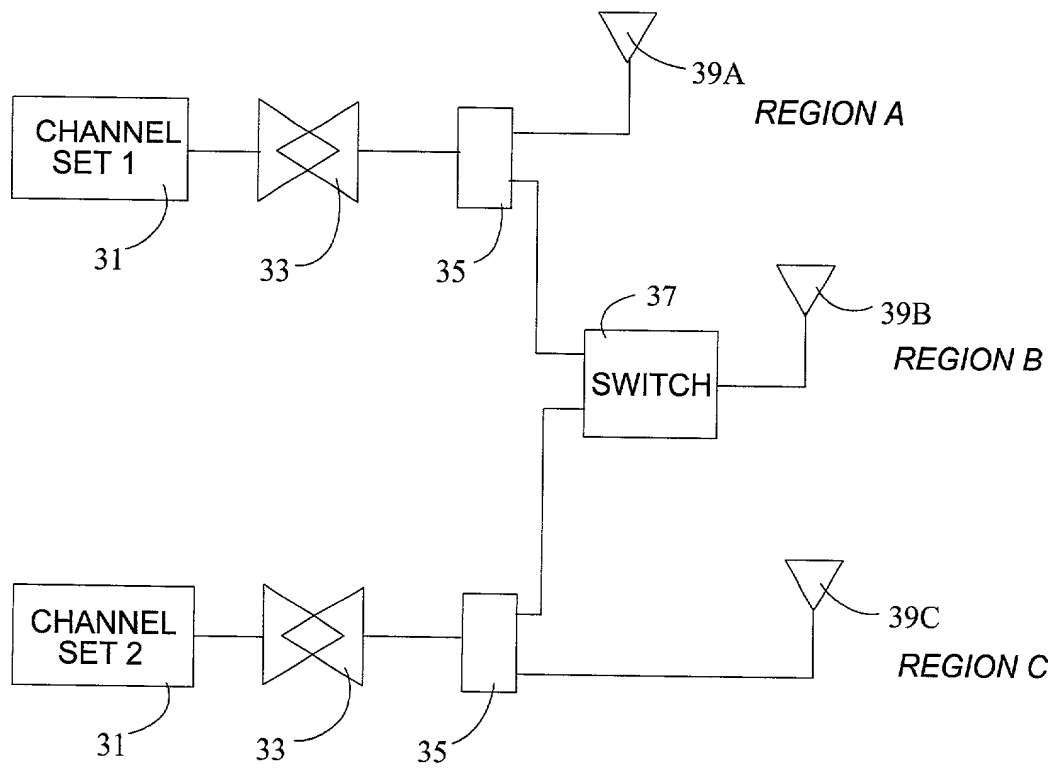 39A
REGION A
CHANNEL
SET 1
31
33
35
37
39B
REGION B
SWITCH
CHANNEL
SET 2
39C
REGION C
31
33
35